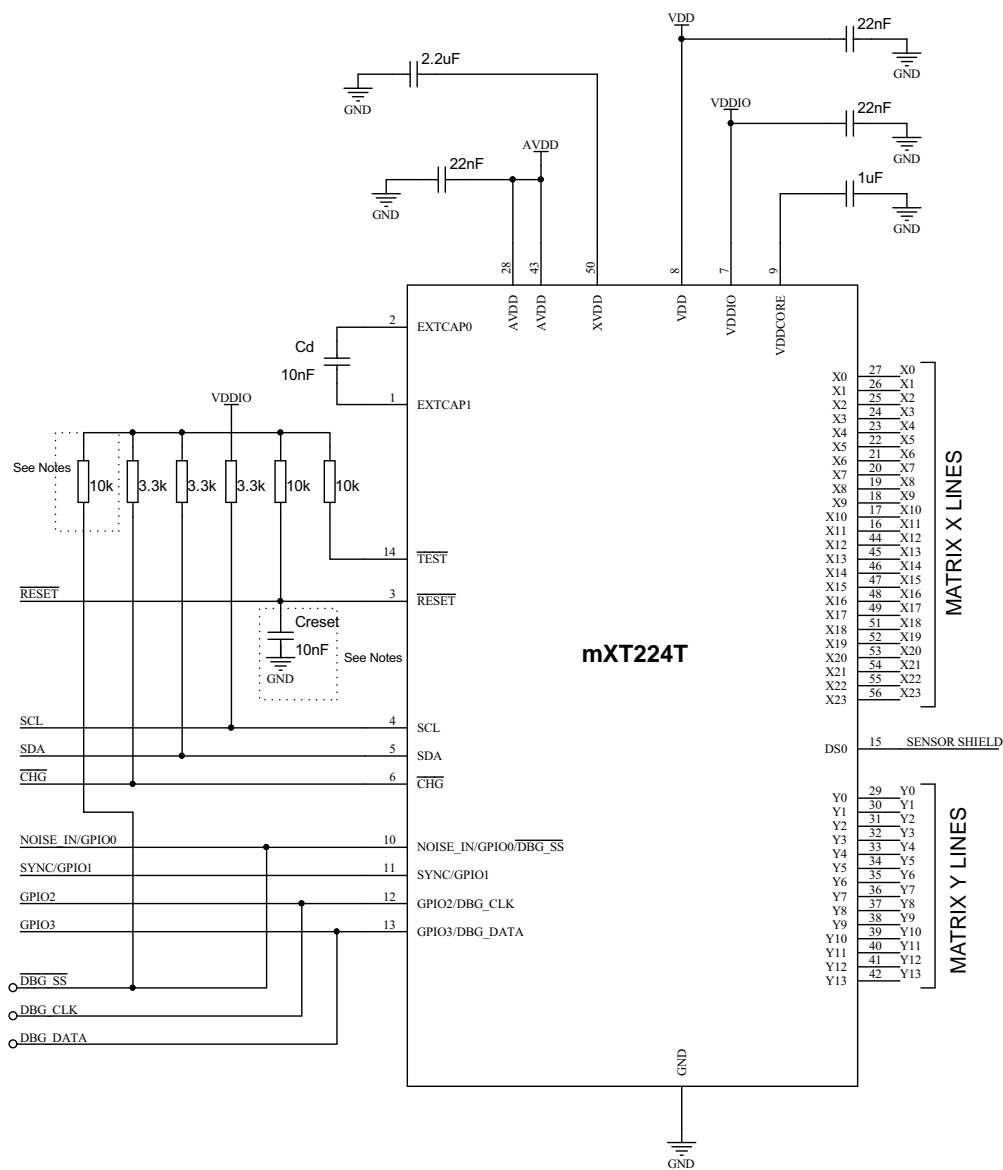 VDD
22nF
GND
2.2uF
GND
VDDIO
22nF
GND
AVDD
22nF
GND
1uF
GND
28
43
50
8
7
9
AVDD
AVDD
XVDD
VDD
VDDIO
VDDCORE
2 EXTCAP0
Cd
10nF
1 EXTCAP1
VDDIO
See Notes
10k 3.3k 3.3k 3.3k 10k 10k
14 TEST
RESET 3 RESET
Creset
10nF
GND
See Notes
mXT224T
SCL 4 SCL
SDA 5 SDA
CHG 6 CHG
NOISE_IN/GPIO0 10 NOISE_IN/GPIO0/DBG_SS
SYNC/GPIO1 11 SYNC/GPIO1
GPIO2 12 GPIO2/DBG_CLK
GPIO3 13 GPIO3/DBG_DATA
DBG_SS
DBG_CLK
DBG_DATA
X0 27 X0
X1 26 X1
X2 25 X2
X3 24 X3
X4 23 X4
X5 22 X5
X6 21 X6
X7 20 X7
X8 19 X8
X9 18 X9
X10 17 X10
X11 16 X11
X12 44 X12
X13 45 X13
X14 46 X14
X15 47 X15
X16 48 X16
X17 49 X17
X18 51 X18
X19 52 X19
X20 53 X20
X21 54 X21
X22 55 X22
X23 56 X23
MATRIX X LINES
DS0 15 SENSOR SHIELD
Y0 29 Y0
Y1 30 Y1
Y2 31 Y2
Y3 32 Y3
Y4 33 Y4
Y5 34 Y5
Y6 35 Y6
Y7 36 Y7
Y8 37 Y8
Y9 38 Y9
Y10 39 Y10
Y11 40 Y11
Y12 41 Y12
Y13 42 Y13
MATRIX Y LINES
GND
GND